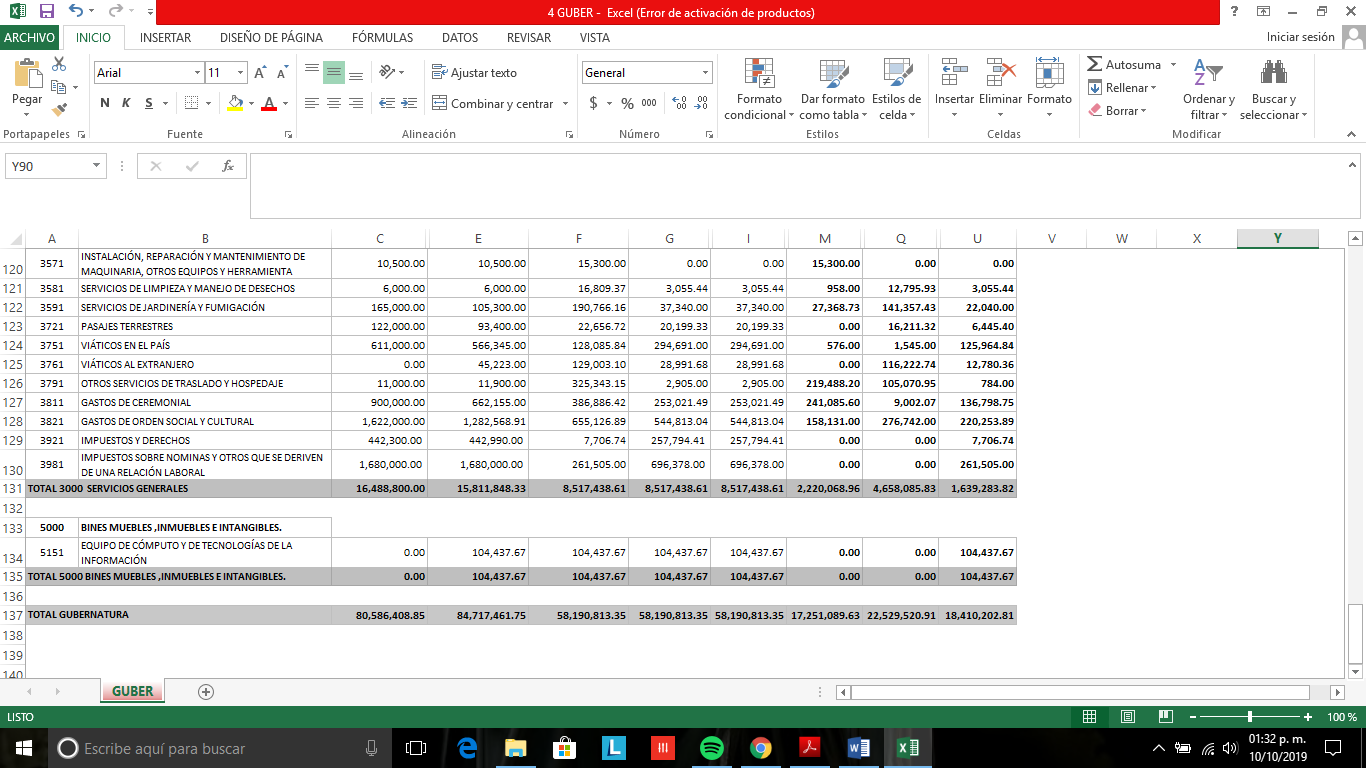 4 GUBER - Excel (Error de activación de productos)
?
ARCHIVO INICIO INSERTAR DISEÑO DE PÁGINA FÓRMULAS DATOS REVISAR VISTA Iniciar sesión
Pegar
Arial 11 A A
N K S A
Ajustar texto
Combinar y centrar
General
$ % 000 ,00 ,00
Formato condicional
Dar formato como tabla
Estilos de celda
Insertar Eliminar Formato
Autosuma
Rellenar
Borrar
Ordenar y filtrar
Buscar y seleccionar
Portapapeles Fuente Alineación Número Estilos Celdas Modificar
Y90 fx
A B C E F G I M Q U V W X Y
120 3571 INSTALACIÓN, REPARACIÓN Y MANTENIMIENTO DE MAQUINARIA, OTROS EQUIPOS Y HERRAMIENTA 10,500.00 10,500.00 15,300.00 0.00 0.00 15,300.00 0.00 0.00
121 3581 SERVICIOS DE LIMPIEZA Y MANEJO DE DESECHOS 6,000.00 6,000.00 16,809.37 3,055.44 3,055.44 958.00 12,795.93 3,055.44
122 3591 SERVICIOS DE JARDINERÍA Y FUMIGACIÓN 165,000.00 105,300.00 190,766.16 37,340.00 37,340.00 27,368.73 141,357.43 22,040.00
123 3721 PASAJES TERRESTRES 122,000.00 93,400.00 22,656.72 20,199.33 20,199.33 0.00 16,211.32 6,445.40
124 3751 VIÁTICOS EN EL PAÍS 611,000.00 566,345.00 128,085.84 294,691.00 294,691.00 576.00 1,545.00 125,964.84
125 3761 VIÁTICOS AL EXTRANJERO 0.00 45,223.00 129,003.10 28,991.68 28,991.68 0.00 116,222.74 12,780.36
126 3791 OTROS SERVICIOS DE TRASLADO Y HOSPEDAJE 11,000.00 11,900.00 325,343.15 2,905.00 2,905.00 219,488.20 105,070.95 784.00
127 3811 GASTOS DE CEREMONIAL 900,000.00 662,155.00 386,886.42 253,021.49 253,021.49 241,085.60 9,002.07 136,798.75
128 3821 GASTOS DE ORDEN SOCIAL Y CULTURAL 1,622,000.00 1,282,568.91 655,126.89 544,813.04 544,813.04 158,131.00 276,742.00 220,253.89
129 3921 IMPUESTOS Y DERECHOS 442,300.00 442,990.00 7,706.74 257,794.41 257,794.41 0.00 0.00 7,706.74
130 3981 IMPUESTOS SOBRE NOMINAS Y OTROS QUE SE DERIVEN DE UNA RELACIÓN LABORAL 1,680,000.00 1,680,000.00 261,505.00 696,378.00 696,378.00 0.00 0.00 261,505.00
131 TOTAL 3000 SERVICIOS GENERALES 16,488,800.00 15,811,848.33 8,517,438.61 8,517,438.61 8,517,438.61 2,220,068.96 4,658,085.83 1,639,283.82
132
133 5000 BINES MUEBLES ,INMUEBLES E INTANGIBLES.
134 5151 EQUIPO DE CÓMPUTO Y DE TECNOLOGÍAS DE LA INFORMACIÓN 0.00 104,437.67 104,437.67 104,437.67 104,437.67 0.00 0.00 104,437.67
135 TOTAL 5000 BINES MUEBLES ,INMUEBLES E INTANGIBLES. 0.00 104,437.67 104,437.67 104,437.67 104,437.67 0.00 0.00 104,437.67
136
137 TOTAL GUBERNATURA 80,586,408.85 84,717,461.75 58,190,813.35 58,190,813.35 58,190,813.35 17,251,089.63 22,529,520.91 18,410,202.81
138
139
140
GUBER
LISTO 100 %
Escribe aquí para buscar
01:32 p. m.
10/10/2019